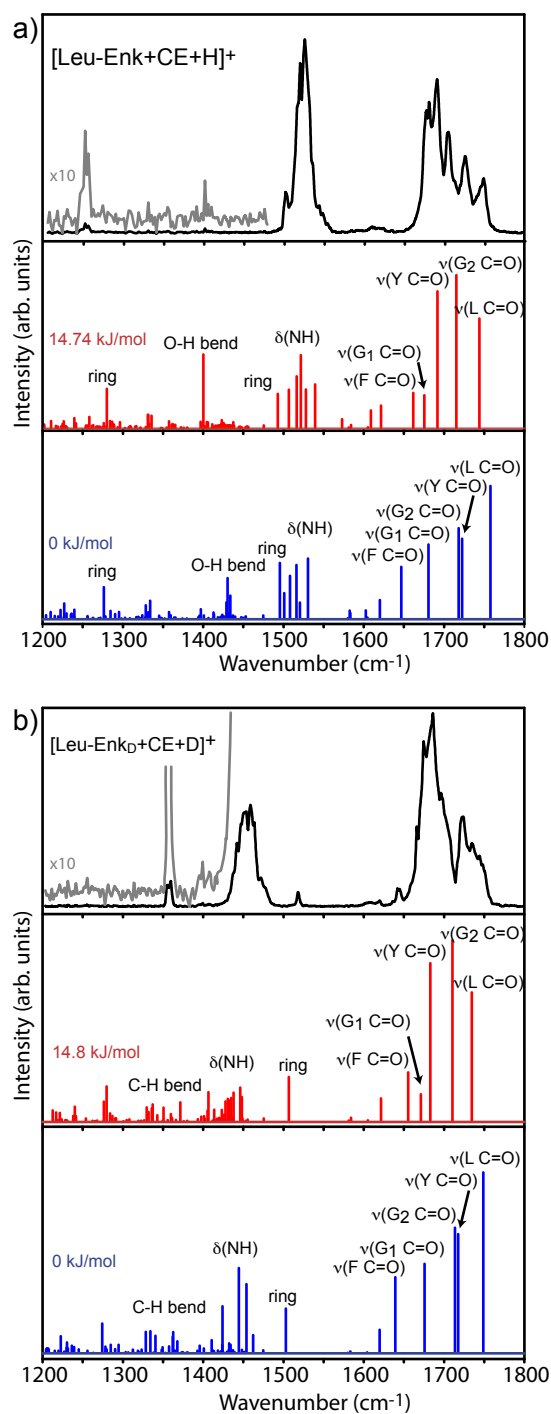 a)
[Leu-Enk+CE+H]+
x10
ν(G2 C=O)
ν(Y C=O)
ν(L C=O)
14.74 kJ/mol
O-H bend
δ(NH)
ν(G1 C=O)
ring
ring
ν(F C=O)
ν(L C=O)
ν(Y C=O)
0 kJ/mol
ν(G2 C=O)
δ(NH)
ν(G1 C=O)
ring
O-H bend
ν(F C=O)
ring
Intensity (arb. units)
1200 1300 1400 1500 1600 1700 1800
Wavenumber (cm-1)
b)
[Leu-EnkD+CE+D]+
x10
ν(G2 C=O)
ν(Y C=O)
ν(L C=O)
ν(G1 C=O)
14.8 kJ/mol
δ(NH)
ring
ν(F C=O)
C-H bend
ν(L C=O)
ν(Y C=O)
ν(G2 C=O)
0 kJ/mol
δ(NH)
ν(G1 C=O)
ν(F C=O)
C-H bend
ring
Intensity (arb. units)
1200 1300 1400 1500 1600 1700 1800
Wavenumber (cm-1)